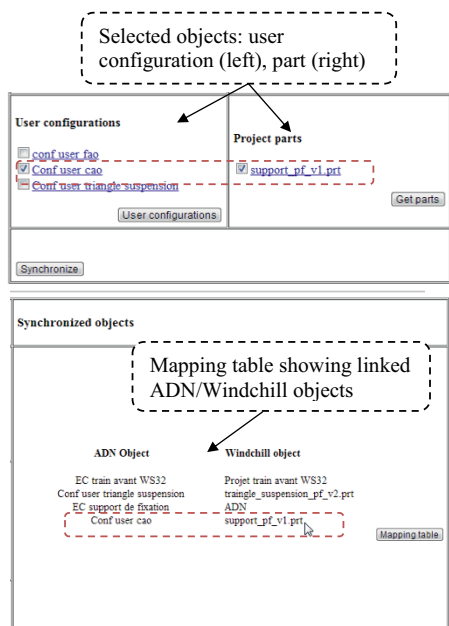 Selected objects: user
configuration (left), part (right)
User configurations
conf user fao
Conf user cao
Conf user triangle suspension
User configurations
Project parts
support_pf_v1.prt
Get parts
Synchronize
Synchronized objects
Mapping table showing linked
ADN/Windchill objects
ADN Object Windchill object
EC train avant WS32 Projet train avant WS32
Conf user triangle suspension traingle_suspension_pf_v2.prt
EC support de fixation ADN
Conf user cao support_pf_v1.prt
Mapping table